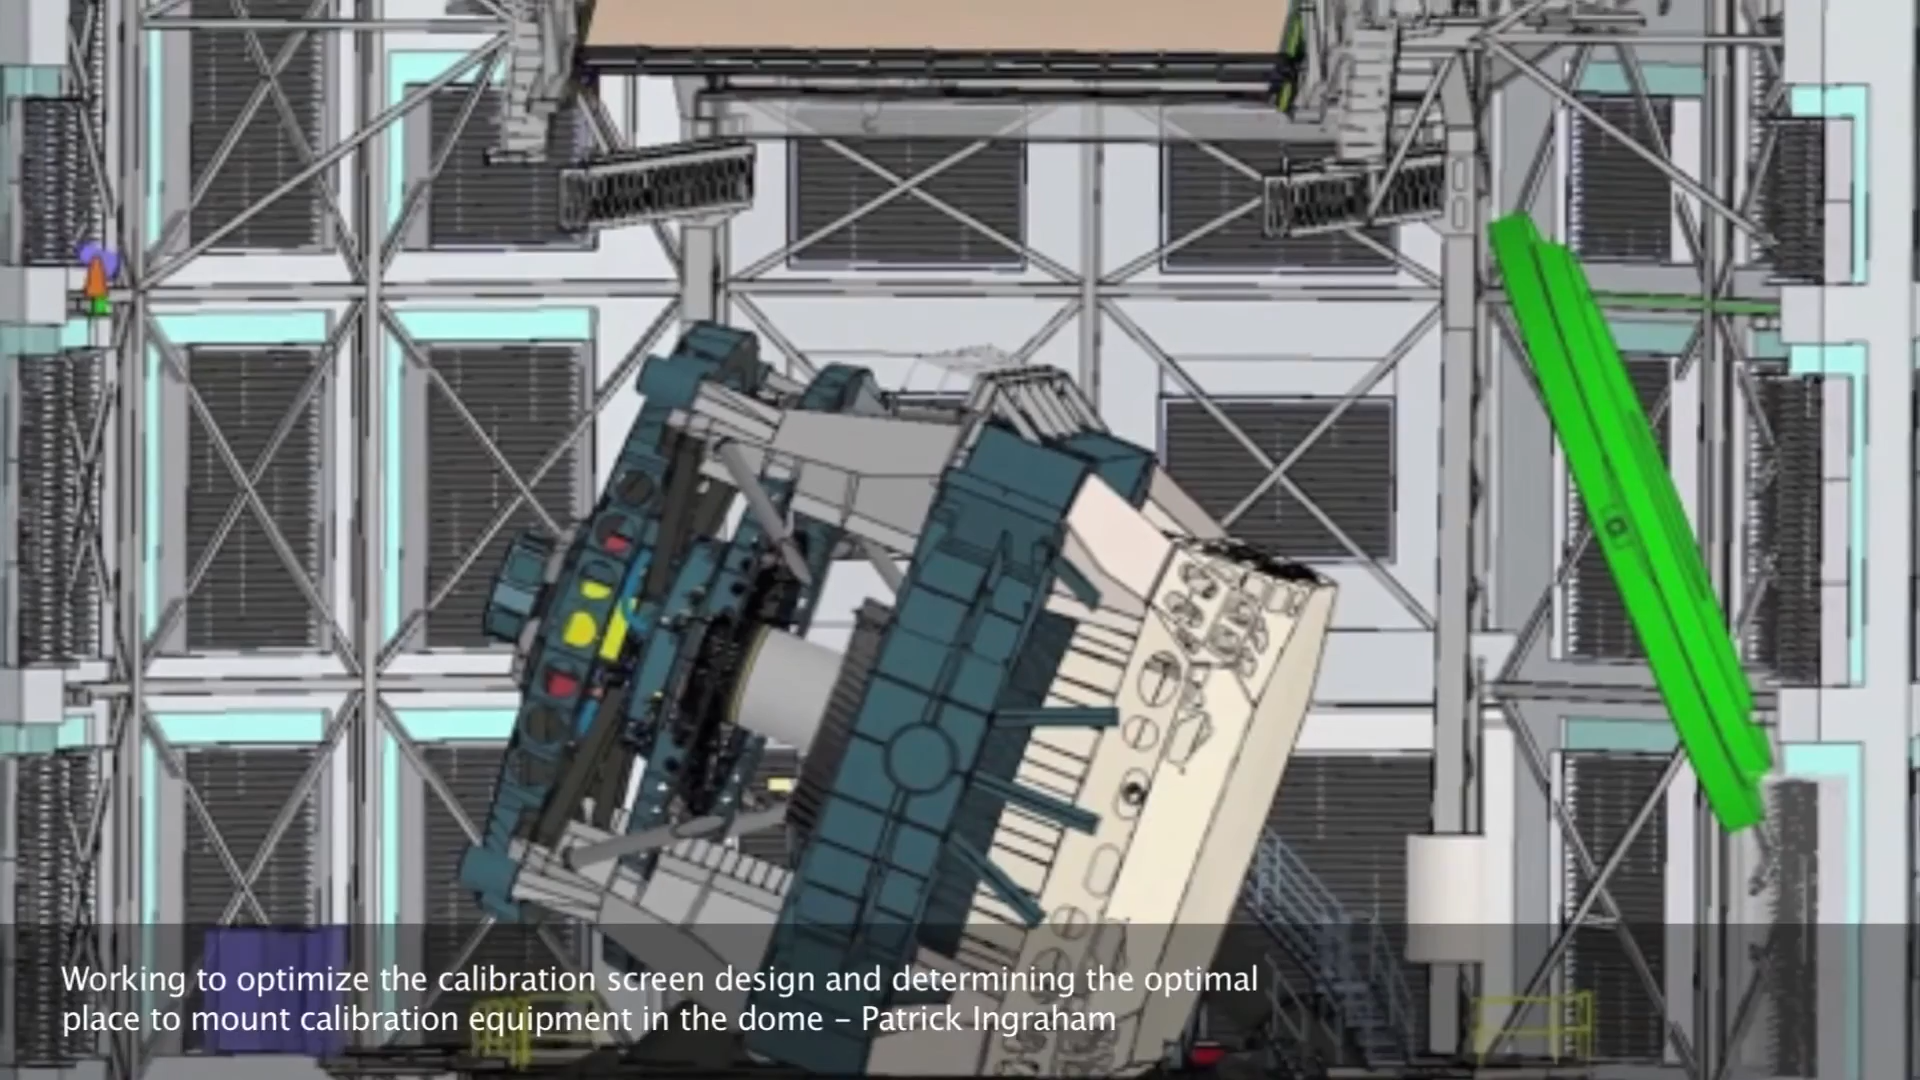 Working to optimize the calibration screen design and determining the optimal
place to mount calibration equipment in the dome – Patrick Ingraham